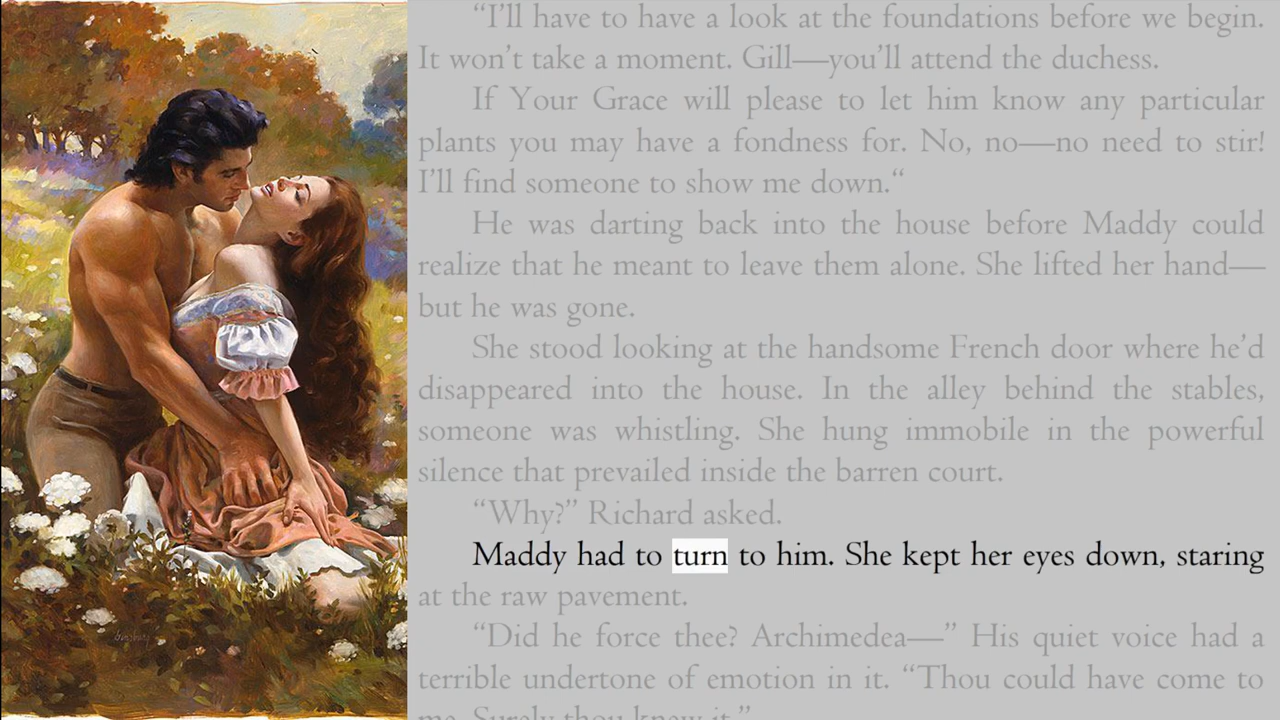 “I’ll have to have a look at the foundations before we begin.
It won’t take a moment. Gill—you’ll attend the duchess.
If Your Grace will please to let him know any particular
plants you may have a fondness for. No, no—no need to stir!
I’ll find someone to show me down.“
He was darting back into the house before Maddy could
realize that he meant to leave them alone. She lifted her hand—
but he was gone.
She stood looking at the handsome French door where he’d
disappeared into the house. In the alley behind the stables,
someone was whistling. She hung immobile in the powerful
silence that prevailed inside the barren court.
“Why?” Richard asked.
Maddy had to turn to him. She kept her eyes down, staring
at the raw pavement.
“Did he force thee? Archimedea—” His quiet voice had a
terrible undertone of emotion in it. “Thou could have come to
me. Surely thou knew it.”